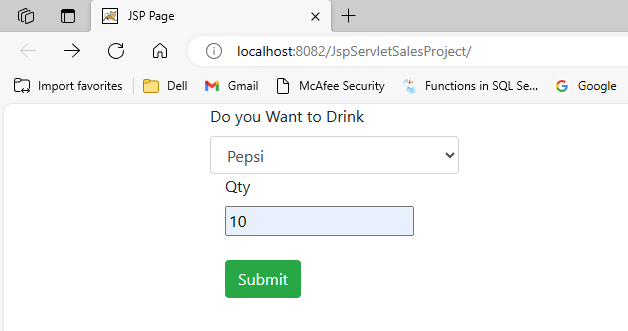 JSP Page
localhost:8082/JspServletSalesProject/
Import favorites Dell Gmail McAfee Security Functions in SQL Se... Google
Do you Want to Drink
Pepsi
Qty
10
Submit